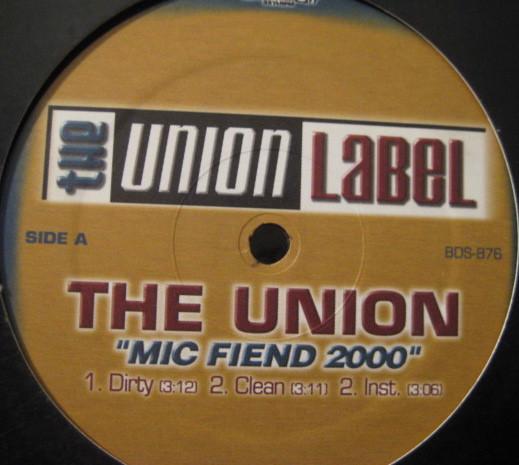 the union LaBeL
SIDE A
BDS-876
THE UNION
"MIC FIEND 2000"
1. Dirty (3:12) 2. Clean (3:11) 2. Inst. (3:06)